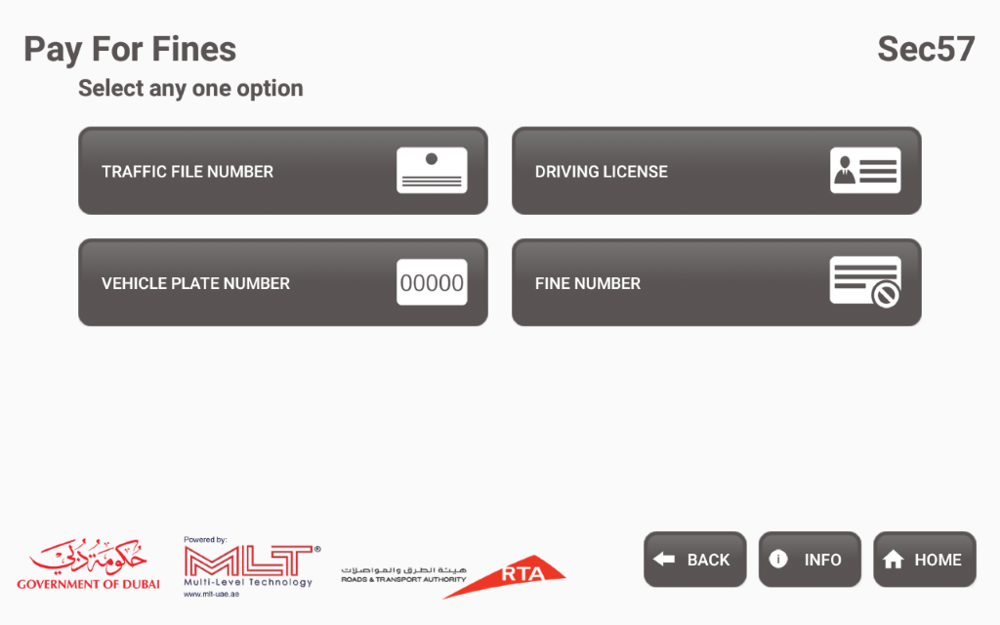 Pay For Fines
Sec57
Select any one option
TRAFFIC FILE NUMBER
DRIVING LICENSE
VEHICLE PLATE NUMBER
00000
FINE NUMBER
حكومة دبي
GOVERNMENT OF DUBAI
Powered by:
MLT®
Multi-Level Technology
www.mlt-uae.ae
هيئة الطرق والمواصلات
ROADS & TRANSPORT AUTHORITY
RTA
BACK
INFO
HOME